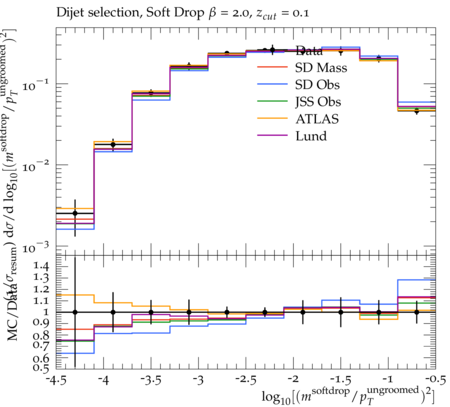 Dijet selection, Soft Drop β = 2.0, z_cut = 0.1
(1/σ_resum) dσ/d log₁₀[(m^softdrop/p_T^ungroomed)²]
10⁻¹
10⁻²
10⁻³
Data
SD Mass
SD Obs
JSS Obs
ATLAS
Lund
MC/Data
1.4
1.3
1.2
1.1
1
0.9
0.8
0.7
0.6
0.5
-4.5 -4 -3.5 -3 -2.5 -2 -1.5 -1 -0.5
log₁₀[(m^softdrop/p_T^ungroomed)²]